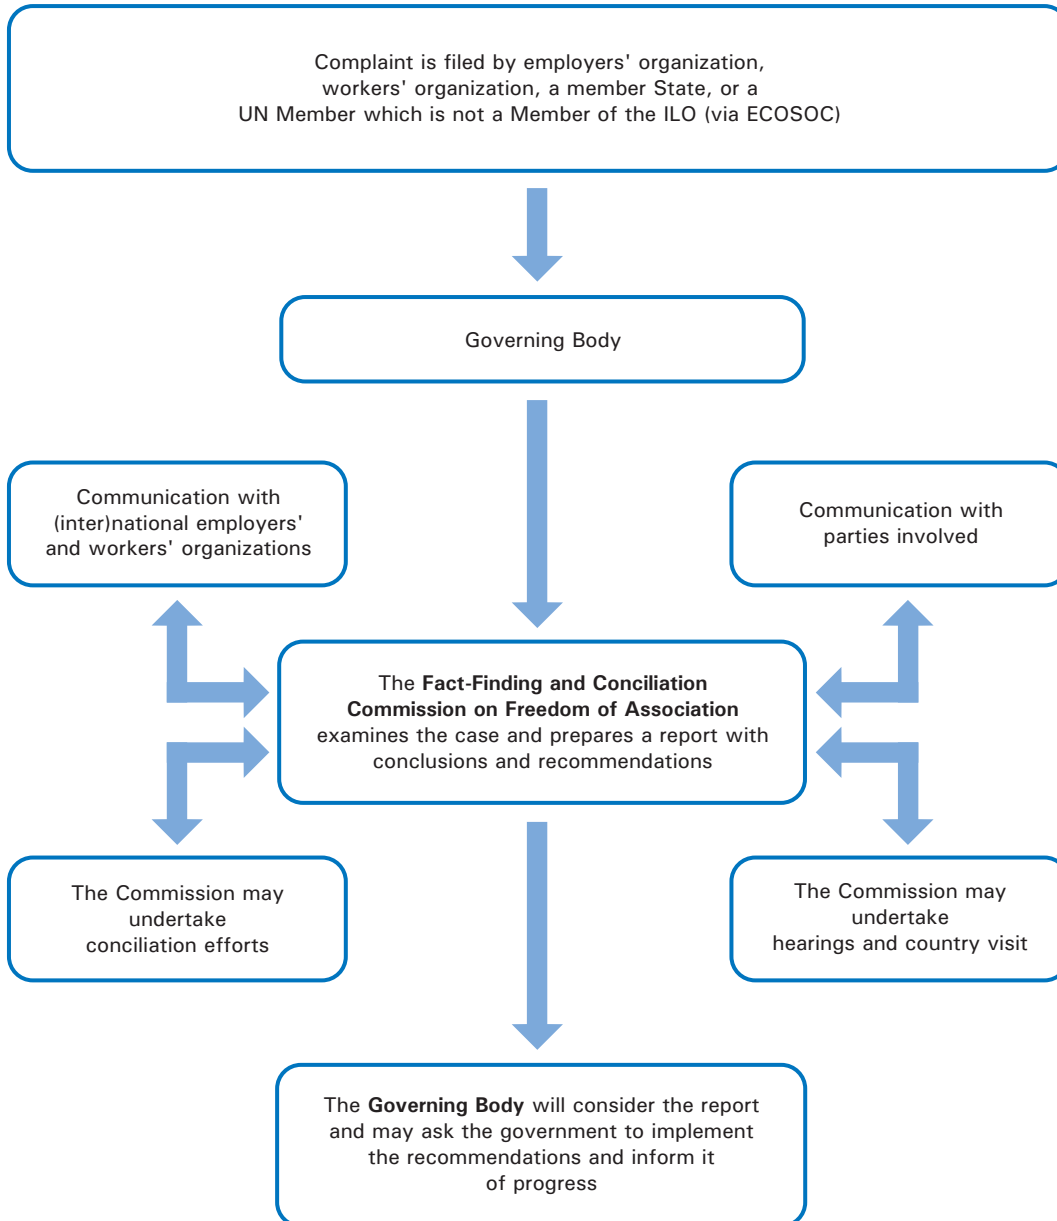 Complaint is filed by employers' organization,
workers' organization, a member State, or a
UN Member which is not a Member of the ILO (via ECOSOC)
Governing Body
Communication with
(inter)national employers'
and workers' organizations
Communication with
parties involved
The Fact-Finding and Conciliation
Commission on Freedom of Association
examines the case and prepares a report with
conclusions and recommendations
The Commission may
undertake
conciliation efforts
The Commission may
undertake
hearings and country visit
The Governing Body will consider the report
and may ask the government to implement
the recommendations and inform it
of progress